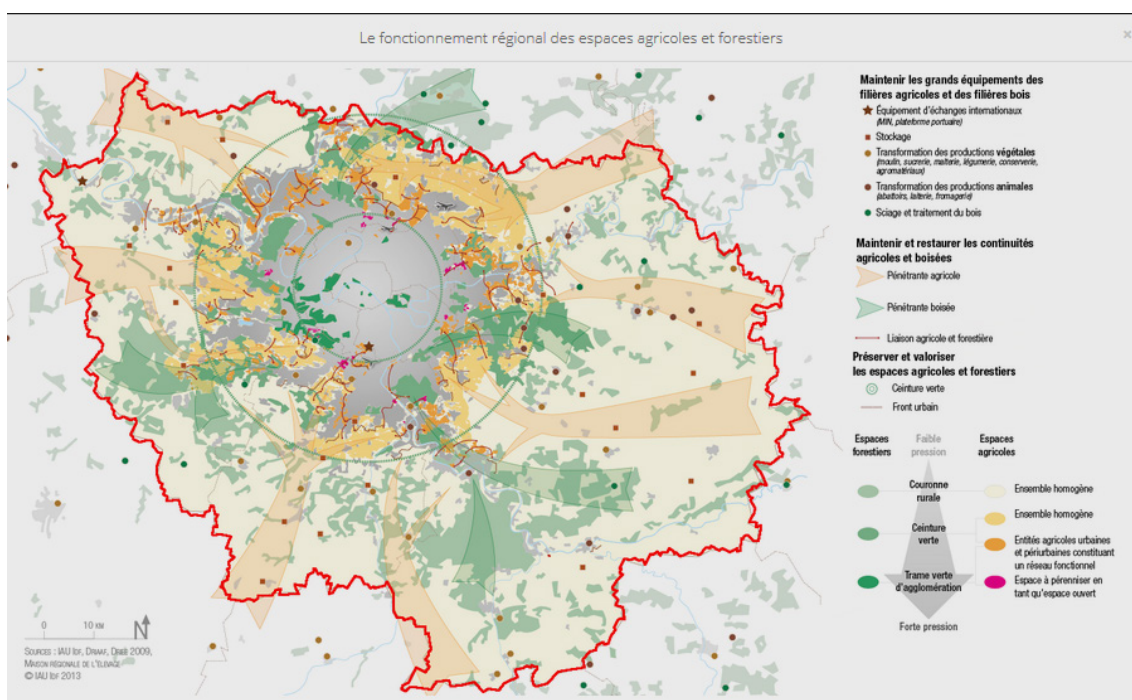 Le fonctionnement régional des espaces agricoles et forestiers
×
Maintenir les grands équipements des
filières agricoles et des filières bois
Équipement d'échanges internationaux
(MIN, plateforme portuaire)
Stockage
Transformation des productions végétales
(moulin, sucrerie, malterie, légumerie, conserverie,
agromatériaux)
Transformation des productions animales
(abattoirs, laiterie, fromagerie)
Sciage et traitement du bois
Maintenir et restaurer les continuités
agricoles et boisées
Pénétrante agricole
Pénétrante boisée
Liaison agricole et forestière
Préserver et valoriser
les espaces agricoles et forestiers
Ceinture verte
Front urbain
Espaces
forestiers
Faible
pression
Espaces
agricoles
Couronne
rurale
Ensemble homogène
Ceinture
verte
Ensemble homogène
Entités agricoles urbaines
et périurbaines constituant
un réseau fonctionnel
Trame verte
d'agglomération
Espace à pérenniser en
tant qu'espace ouvert
Forte pression
0 10 KM
N
SOURCES : IAU IDF, DRIAAF, DRIEE 2009,
MAISON RÉGIONALE DE L'ÉLEVAGE
© IAU IDF 2013